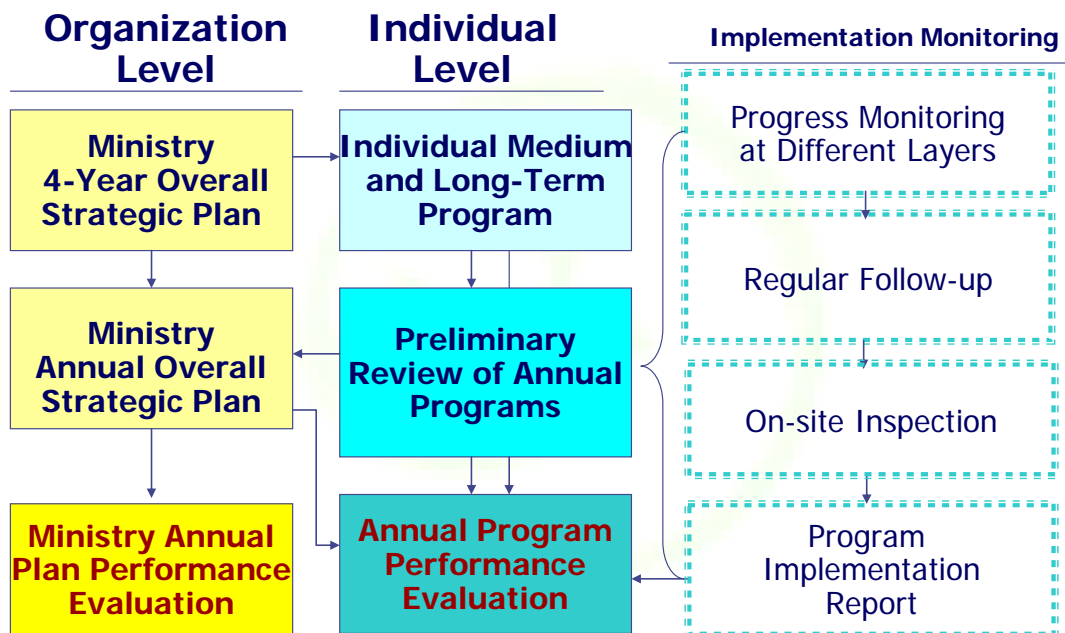 Organization
Level
Individual
Level
Implementation Monitoring
Ministry
4-Year Overall
Strategic Plan
Individual Medium
and Long-Term
Program
Progress Monitoring
at Different Layers
Ministry
Annual Overall
Strategic Plan
Preliminary
Review of Annual
Programs
Regular Follow-up
On-site Inspection
Ministry Annual
Plan Performance
Evaluation
Annual Program
Performance
Evaluation
Program
Implementation
Report